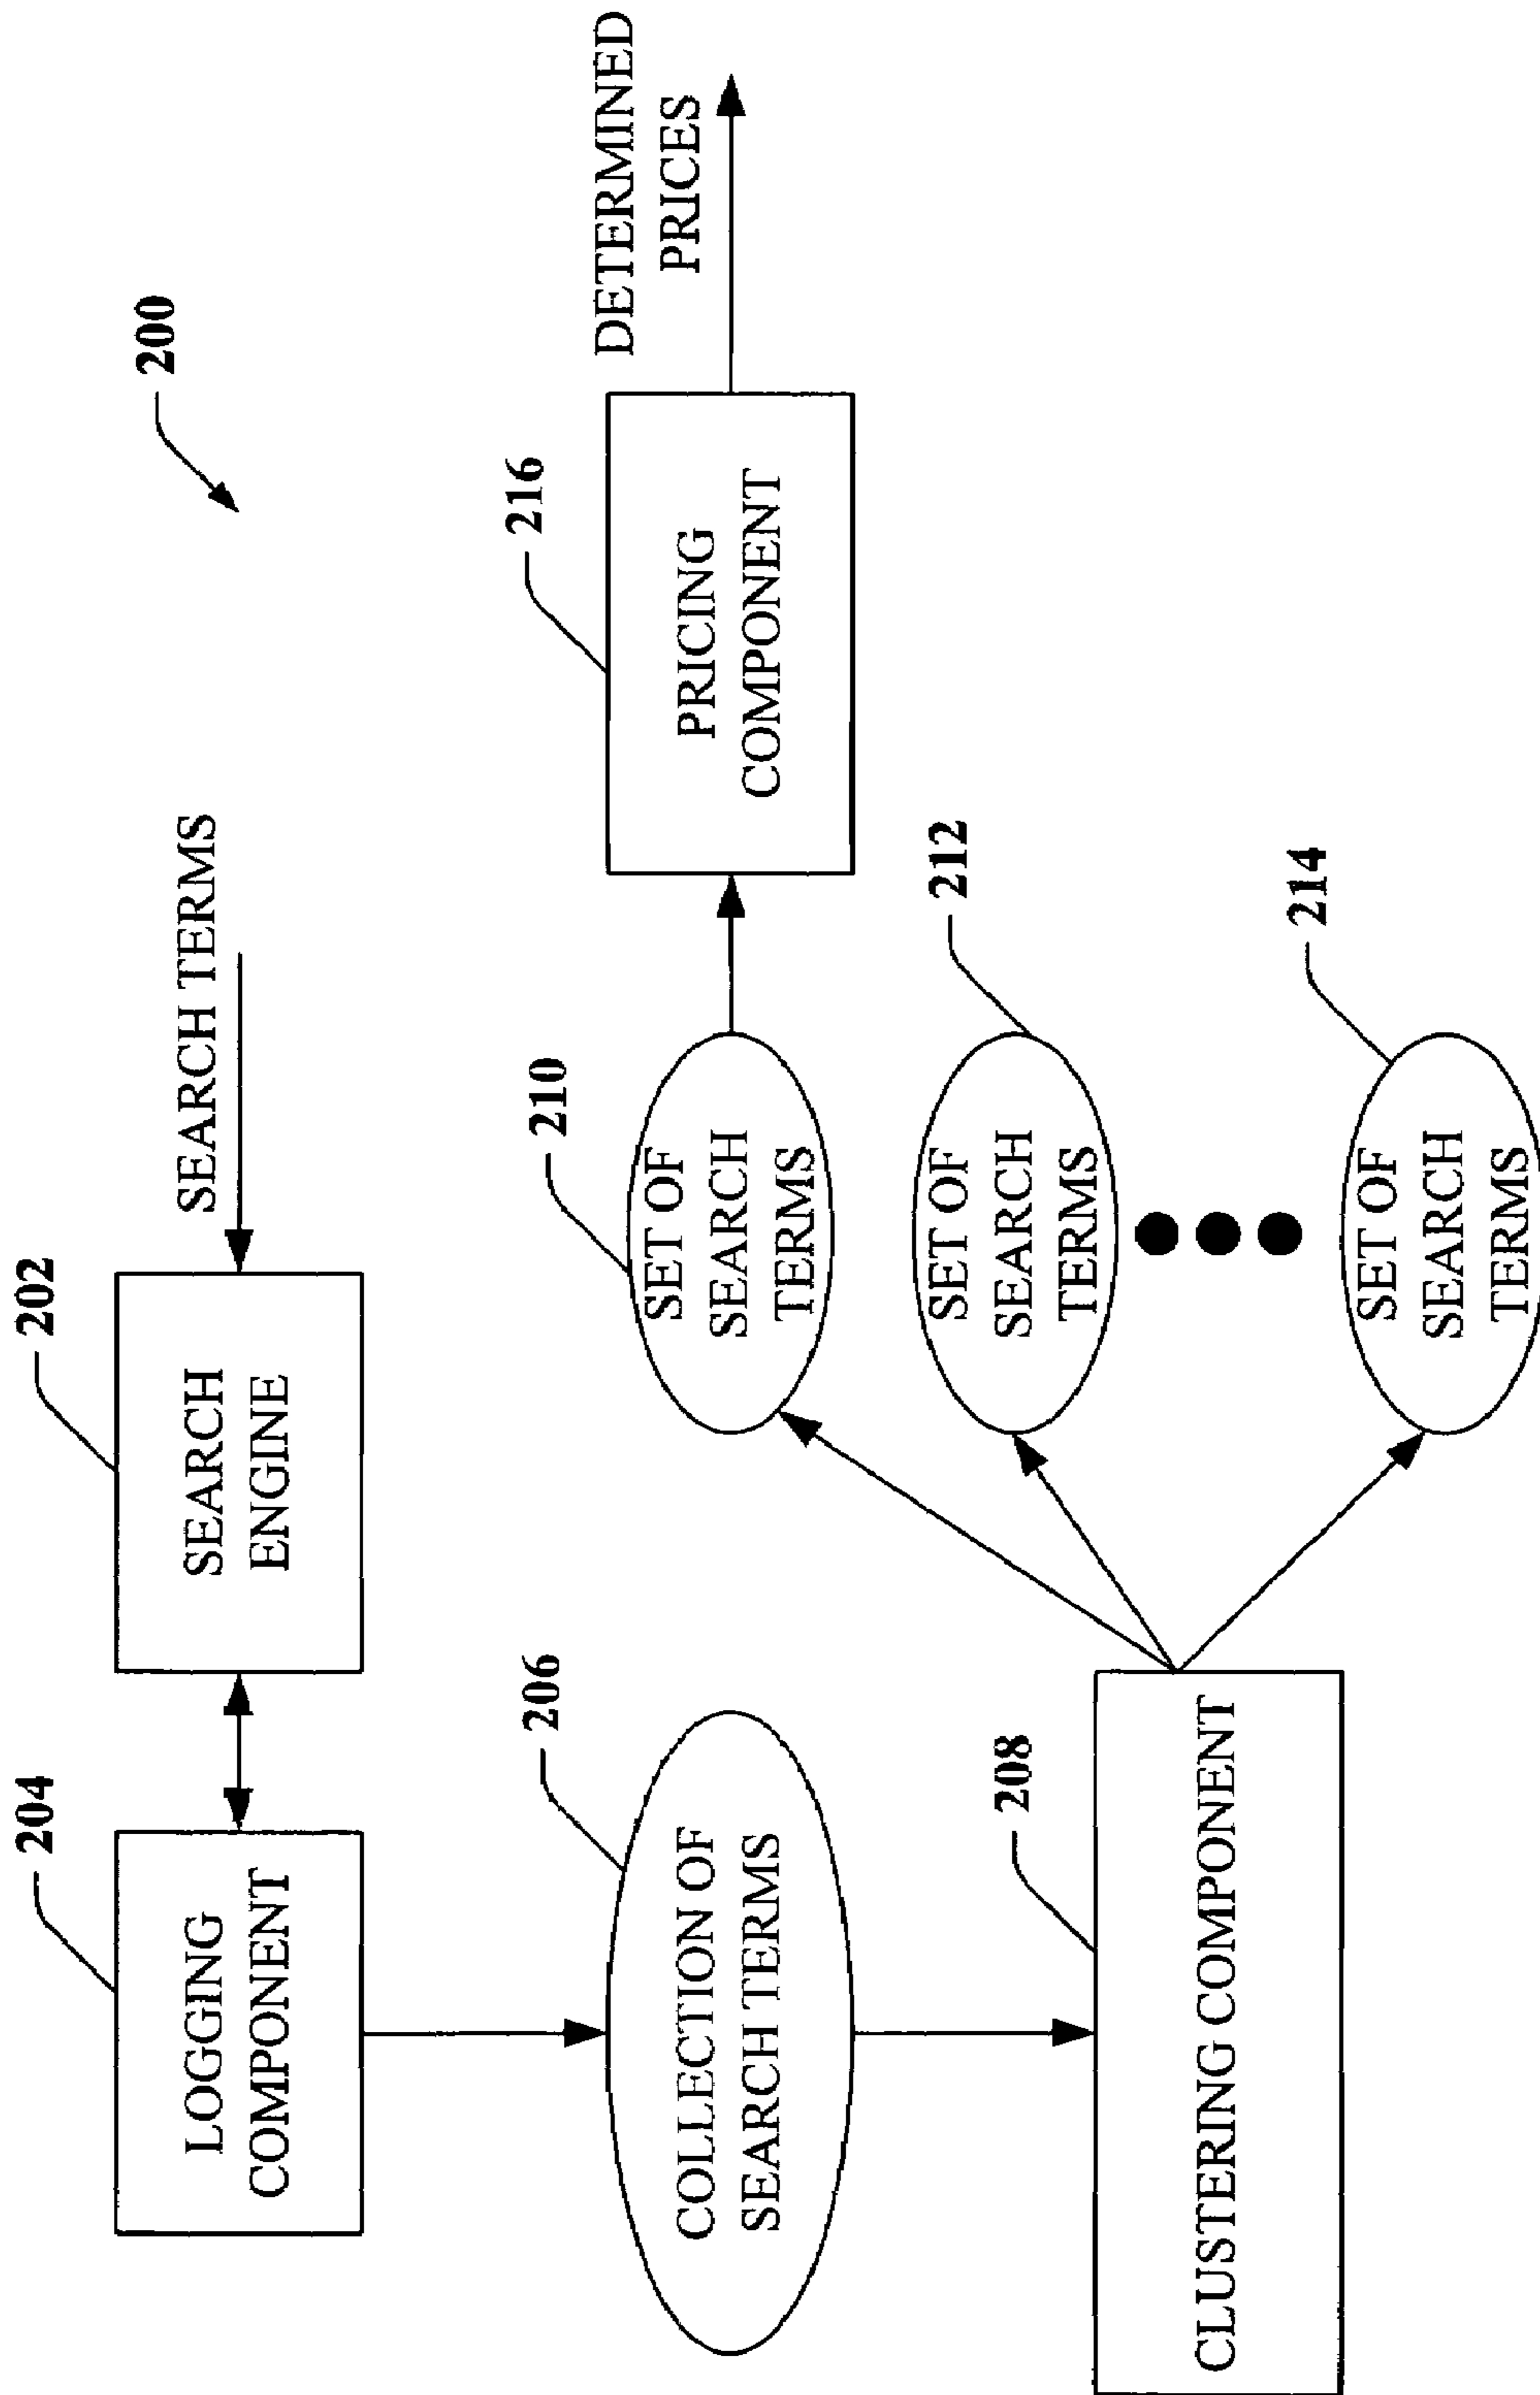 200
SEARCH TERMS
202
SEARCH
ENGINE
204
LOGGING
COMPONENT
206
COLLECTION OF
SEARCH TERMS
208
CLUSTERING COMPONENT
210
SET OF
SEARCH
TERMS
212
SET OF
SEARCH
TERMS
214
SET OF
SEARCH
TERMS
216
PRICING
COMPONENT
DETERMINED
PRICES